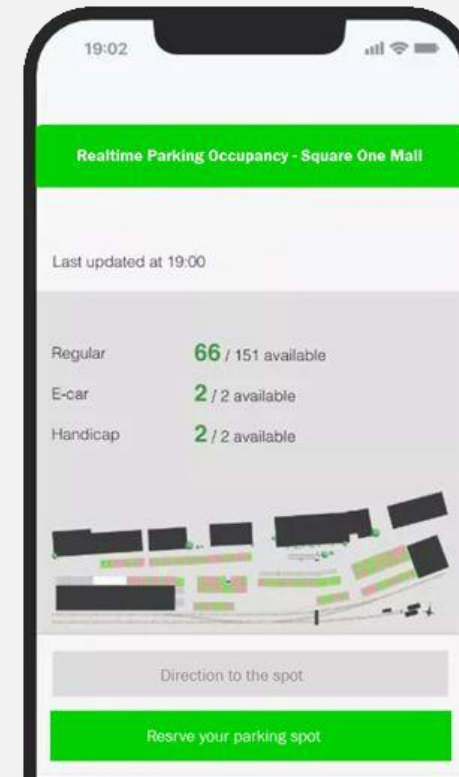 19:02
Realtime Parking Occupancy - Square One Mall
Last updated at 19:00
Regular 66 / 151 available
E-car 2 / 2 available
Handicap 2 / 2 available
Direction to the spot
Resrve your parking spot